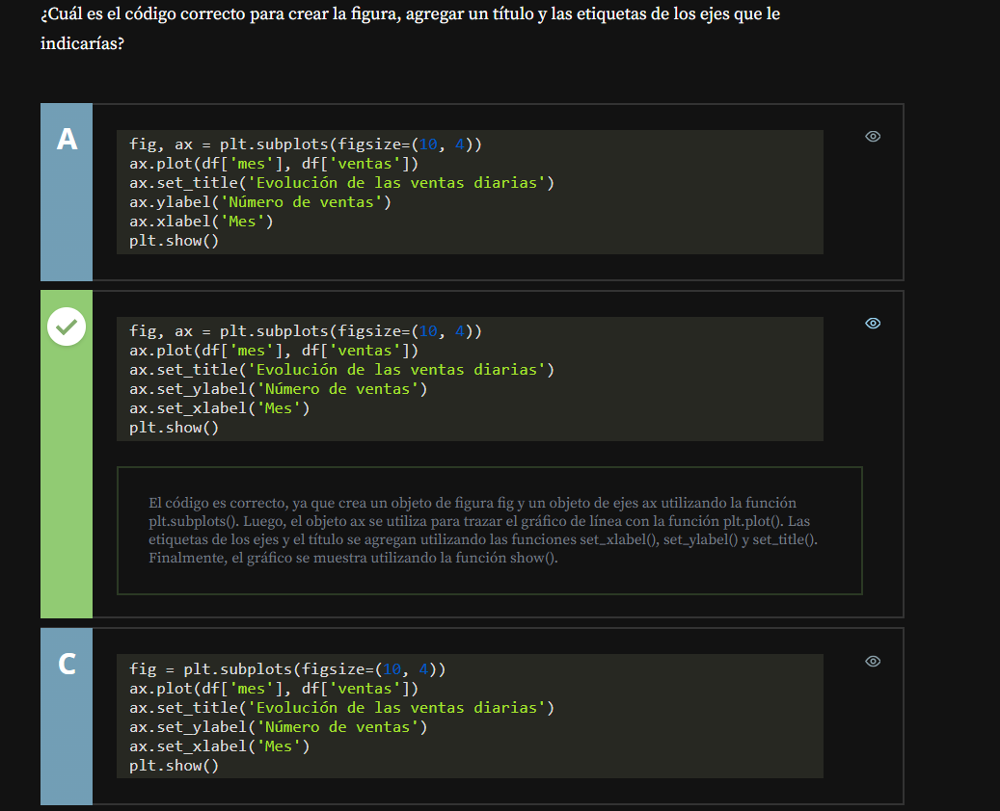 ¿Cuál es el código correcto para crear la figura, agregar un título y las etiquetas de los ejes que le
indicarías?
A
fig, ax = plt.subplots(figsize=(10, 4))
ax.plot(df['mes'], df['ventas'])
ax.set_title('Evolución de las ventas diarias')
ax.ylabel('Número de ventas')
ax.xlabel('Mes')
plt.show()
fig, ax = plt.subplots(figsize=(10, 4))
ax.plot(df['mes'], df['ventas'])
ax.set_title('Evolución de las ventas diarias')
ax.set_ylabel('Número de ventas')
ax.set_xlabel('Mes')
plt.show()
El código es correcto, ya que crea un objeto de figura fig y un objeto de ejes ax utilizando la función
plt.subplots(). Luego, el objeto ax se utiliza para trazar el gráfico de línea con la función plt.plot(). Las
etiquetas de los ejes y el título se agregan utilizando las funciones set_xlabel(), set_ylabel() y set_title().
Finalmente, el gráfico se muestra utilizando la función show().
C
fig = plt.subplots(figsize=(10, 4))
ax.plot(df['mes'], df['ventas'])
ax.set_title('Evolución de las ventas diarias')
ax.set_ylabel('Número de ventas')
ax.set_xlabel('Mes')
plt.show()